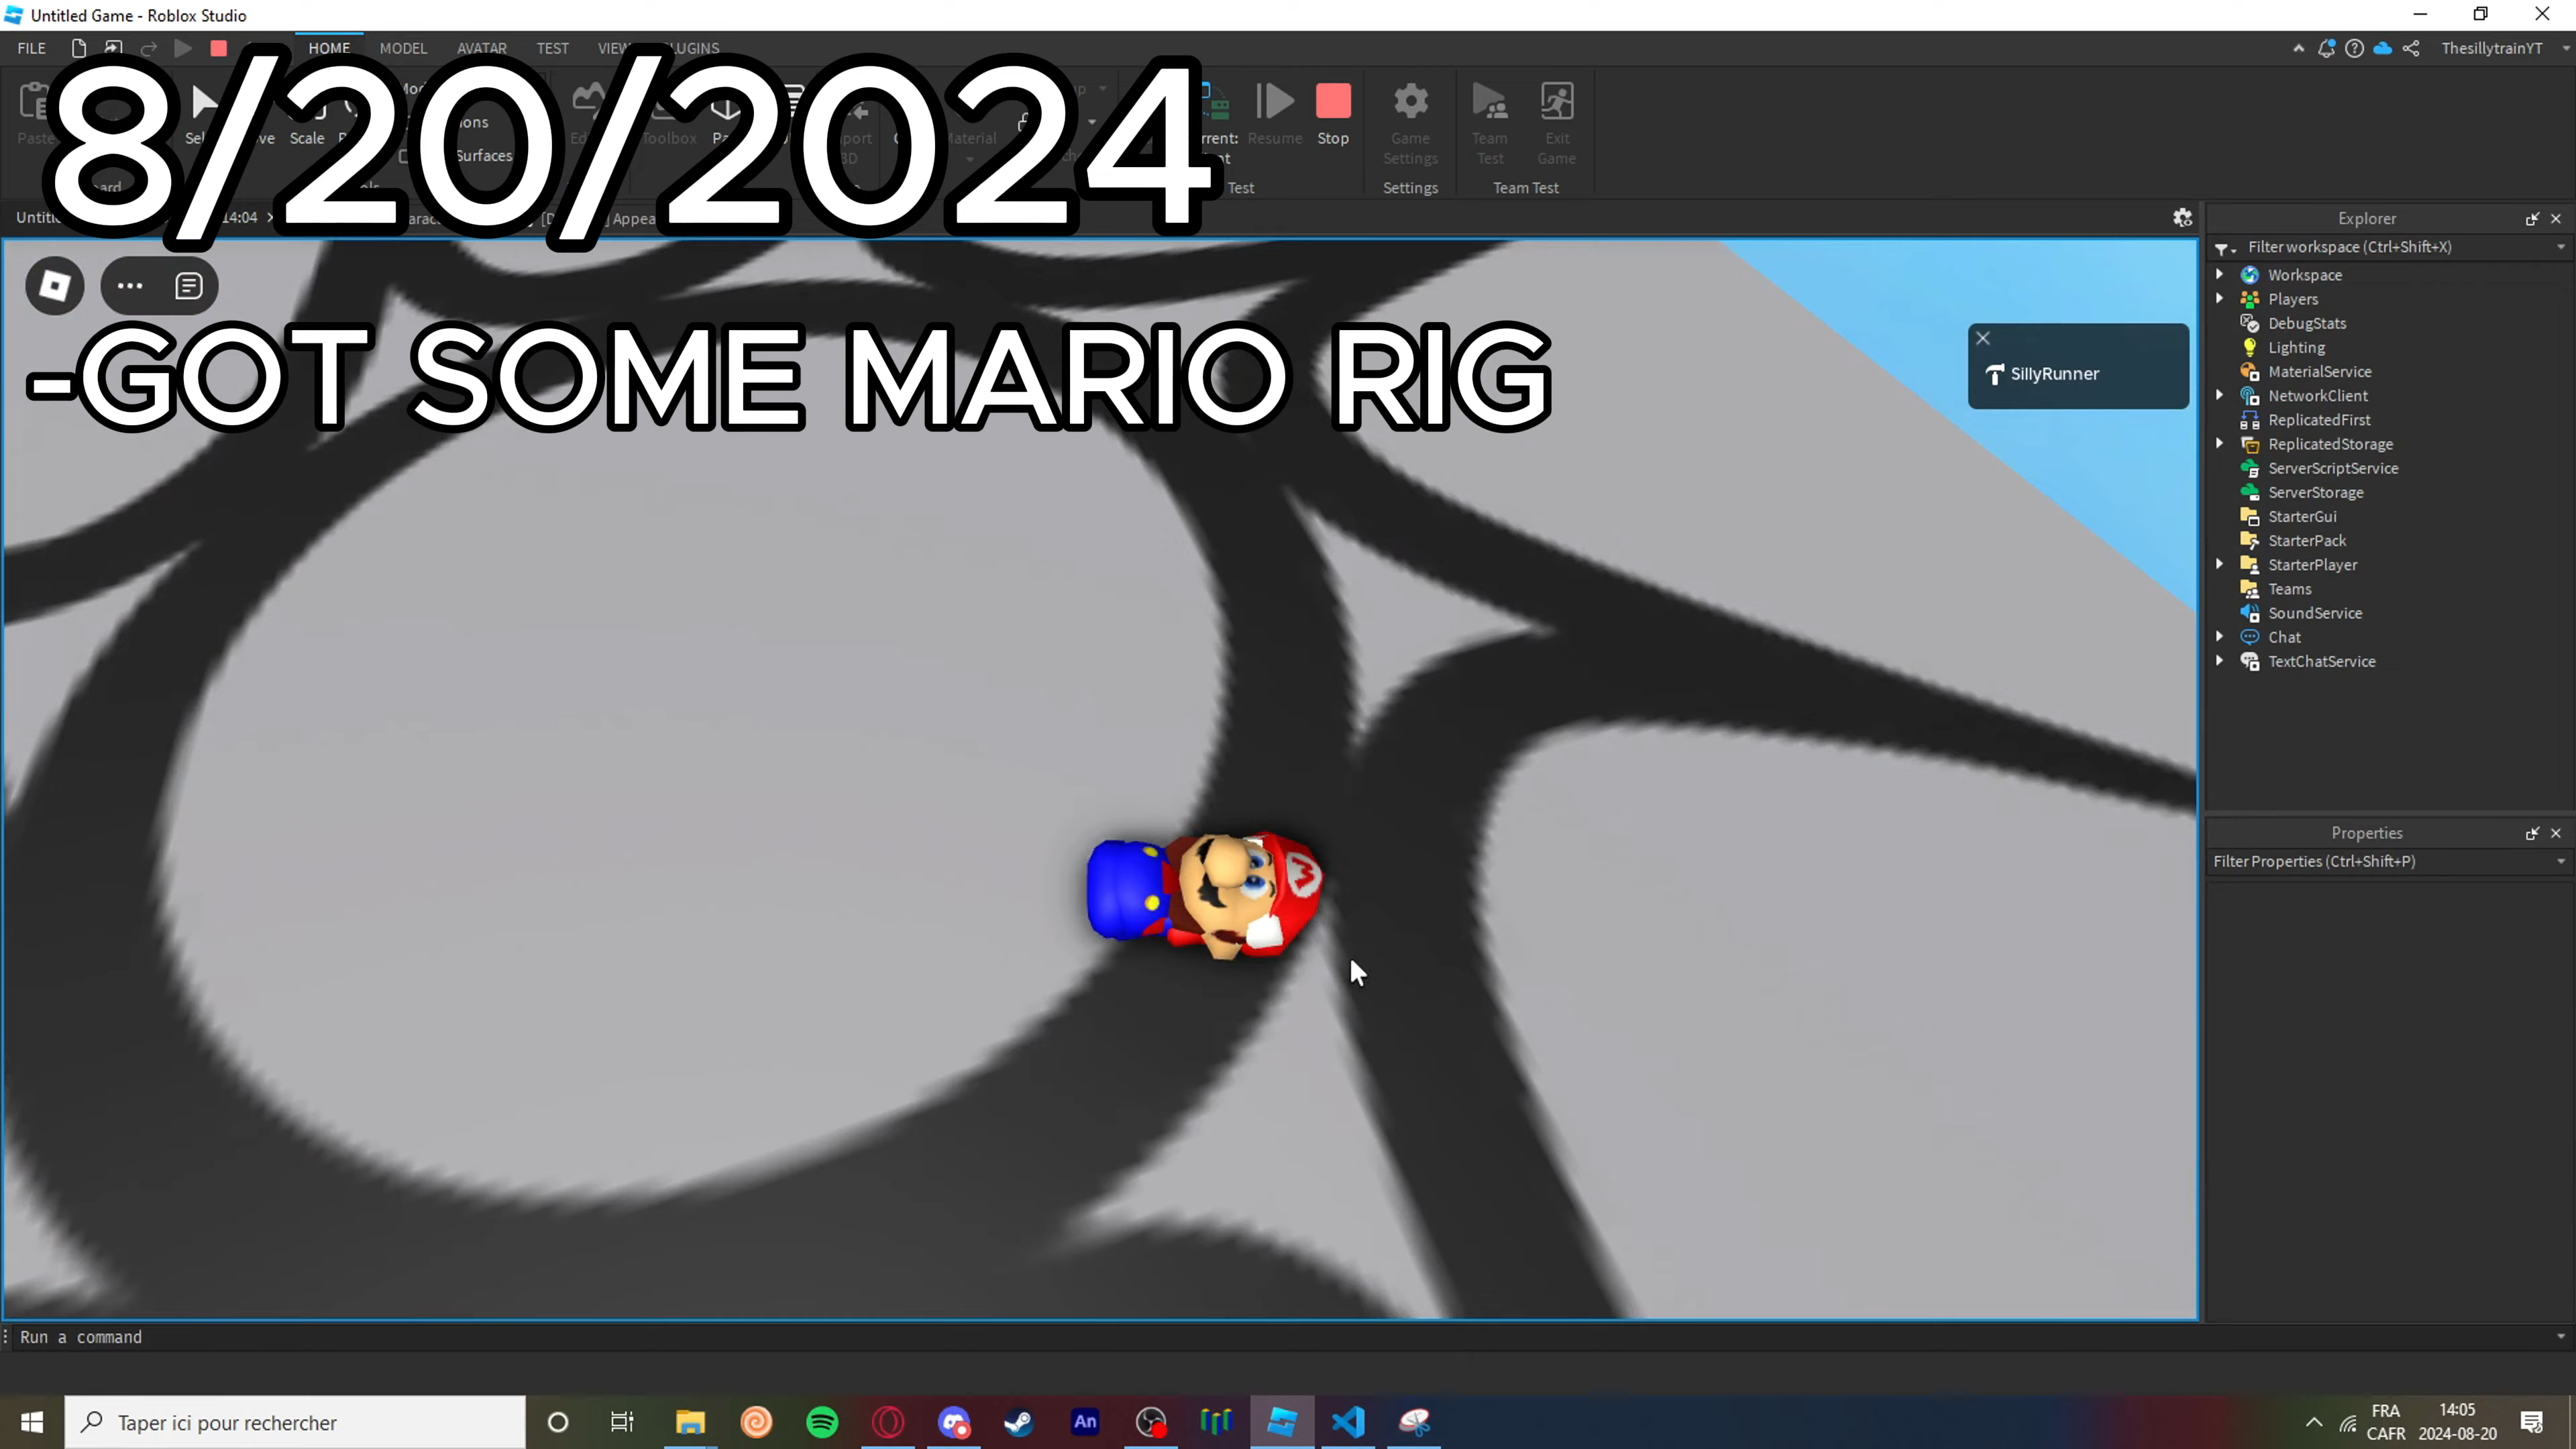 Untitled Game - Roblox Studio
FILE HOME MODEL AVATAR TEST
ThesillytrainYT
8/20/2024
Scale
Surfaces
Resume Stop
Game Settings
Team Test
Exit Game
Test Settings Team Test
14:04
-GOT SOME MARIO RIG
SillyRunner
Explorer
Filter workspace (Ctrl+Shift+X)
Workspace
Players
DebugStats
Lighting
MaterialService
NetworkClient
ReplicatedFirst
ReplicatedStorage
ServerScriptService
ServerStorage
StarterGui
StarterPack
StarterPlayer
Teams
SoundService
Chat
TextChatService
Properties
Filter Properties (Ctrl+Shift+P)
M
Run a command
Taper ici pour rechercher
An
FRA
CAFR
14:05
2024-08-20